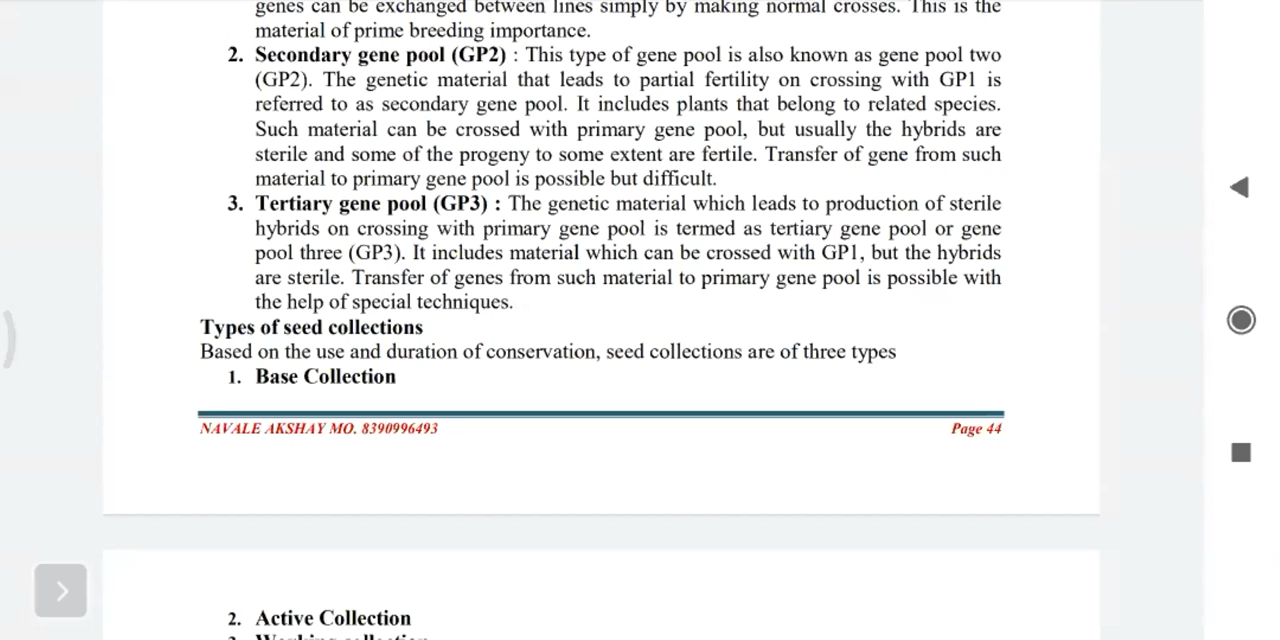 genes can be exchanged between lines simply by making normal crosses. This is the
material of prime breeding importance.
2. Secondary gene pool (GP2) : This type of gene pool is also known as gene pool two
(GP2). The genetic material that leads to partial fertility on crossing with GP1 is
referred to as secondary gene pool. It includes plants that belong to related species.
Such material can be crossed with primary gene pool, but usually the hybrids are
sterile and some of the progeny to some extent are fertile. Transfer of gene from such
material to primary gene pool is possible but difficult.
3. Tertiary gene pool (GP3) : The genetic material which leads to production of sterile
hybrids on crossing with primary gene pool is termed as tertiary gene pool or gene
pool three (GP3). It includes material which can be crossed with GP1, but the hybrids
are sterile. Transfer of genes from such material to primary gene pool is possible with
the help of special techniques.
Types of seed collections
Based on the use and duration of conservation, seed collections are of three types
1. Base Collection
NAVALE AKSHAY MO. 8390996493 Page 44
2. Active Collection
3. Working collection